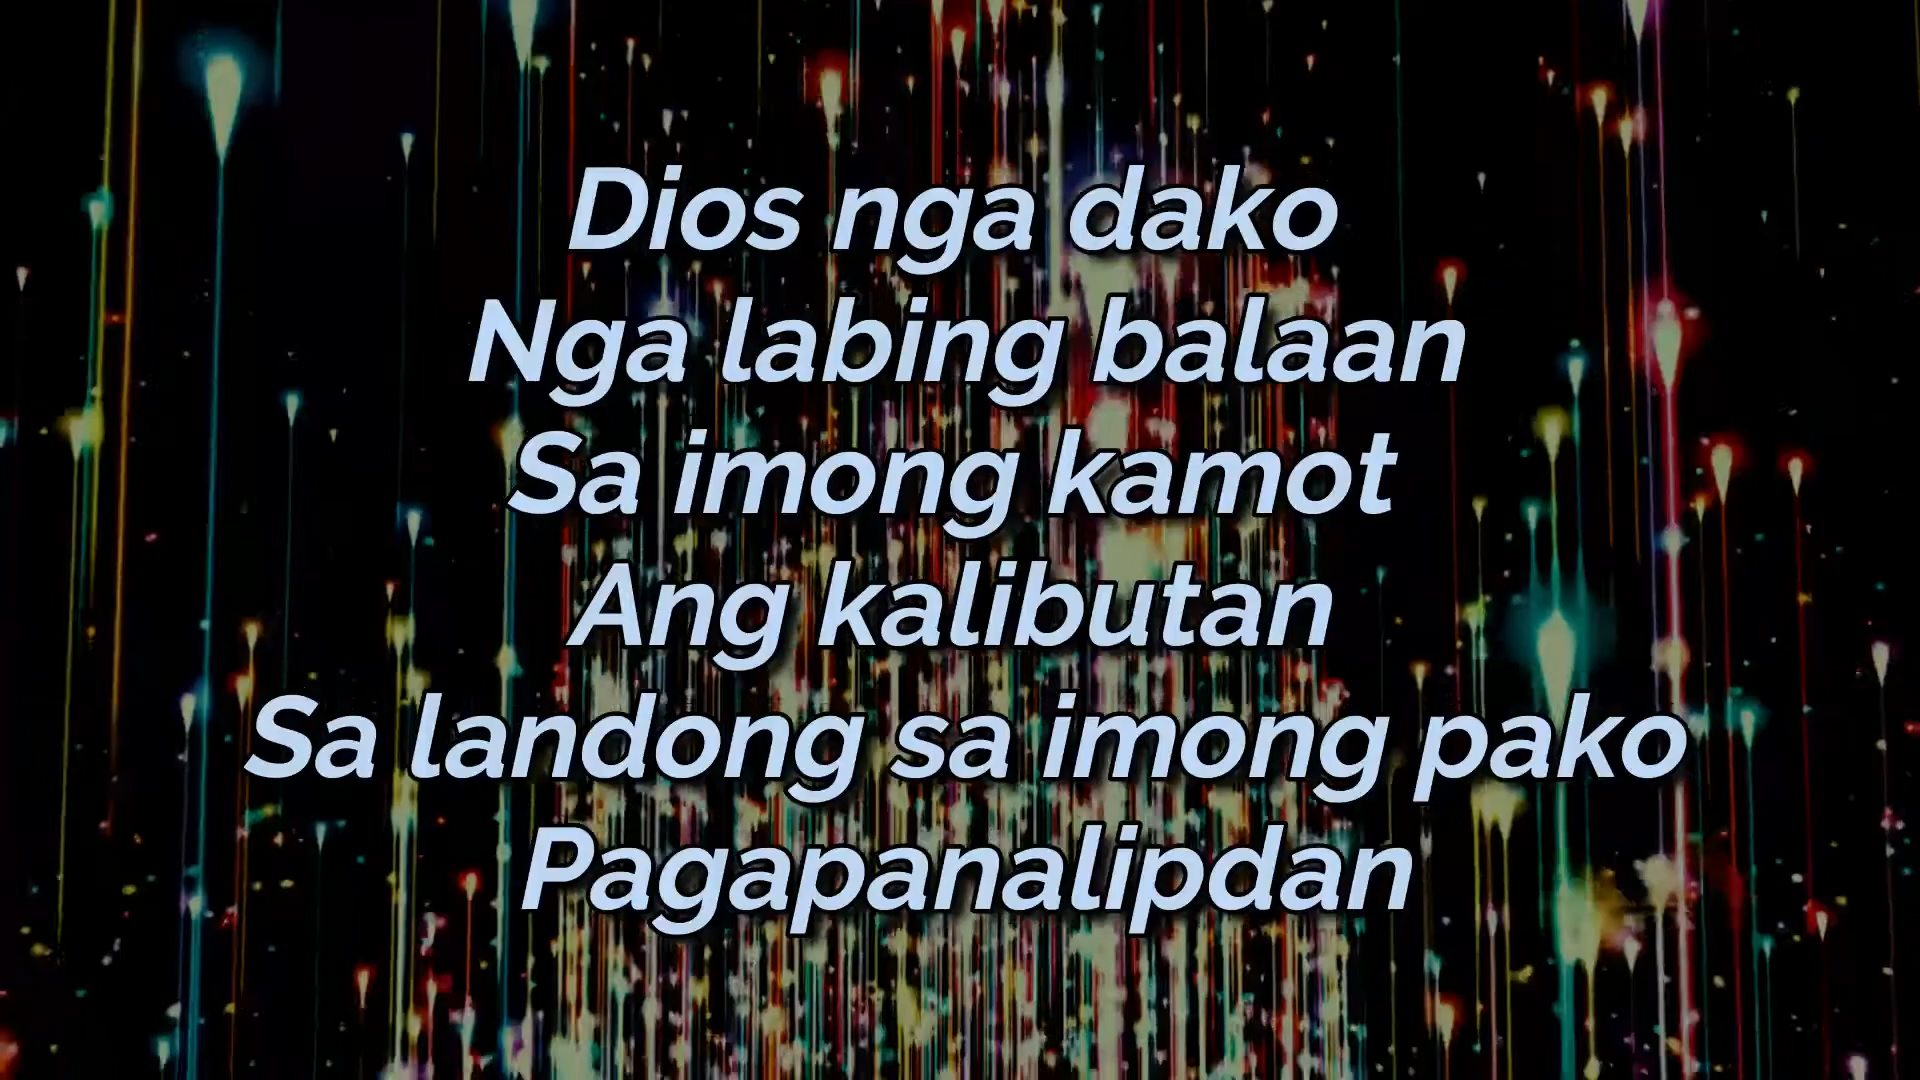 Dios nga dako
Nga labing balaan
Sa imong kamot
Ang kalibutan
Sa landong sa imong pako
Pagapanalipdan